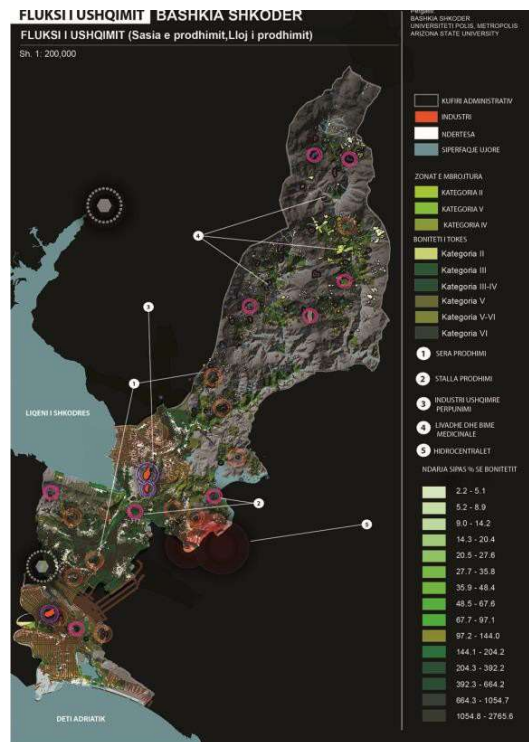 FLUKSI I USHQIMIT BASHKIA SHKODER
FLUKSI I USHQIMIT (Sasia e prodhimit,Lloj i prodhimit)
Sh. 1: 200,000
BASHKIA SHKODER
UNIVERSITETI POLIS, METROPOLIS
ARIZONA STATE UNIVERSITY
KUFIRI ADMINISTRATIV
INDUSTRI
NDERTESA
SIPERFAQJE UJORE
ZONAT E MBROJTURA
KATEGORIA II
KATEGORIA V
KATEGORIA IV
BONITETI I TOKES
Kategoria II
Kategoria III
Kategoria III-IV
Kategoria V
Kategoria V-VI
Kategoria VI
1 SERA PRODHIMI
2 STALLA PRODHIMI
3 INDUSTRI USHQIMORE
PERPUNIMI
4 LIVADHE DHE BIME
MEDICINALE
5 HIDROCENTRALET
NDARJA SIPAS % SE BONITETIT
2.2 - 5.1
5.2 - 8.9
9.0 - 14.2
14.3 - 20.4
20.5 - 27.6
27.7 - 35.8
35.9 - 48.4
48.5 - 67.6
67.7 - 97.1
97.2 - 144.0
144.1 - 204.2
204.3 - 392.2
392.3 - 664.2
664.3 - 1054.7
1054.8 - 2765.6
4
3
1
LIQENI I SHKODRES
2
5
DETI ADRIATIK